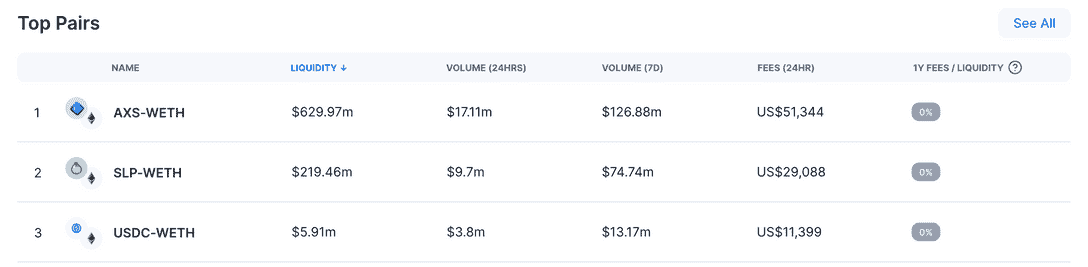 Top Pairs See All
NAME LIQUIDITY ↓ VOLUME (24HRS) VOLUME (7D) FEES (24HR) 1Y FEES / LIQUIDITY ?
1 AXS-WETH $629.97m $17.11m $126.88m US$51,344 0%
2 SLP-WETH $219.46m $9.7m $74.74m US$29,088 0%
3 USDC-WETH $5.91m $3.8m $13.17m US$11,399 0%